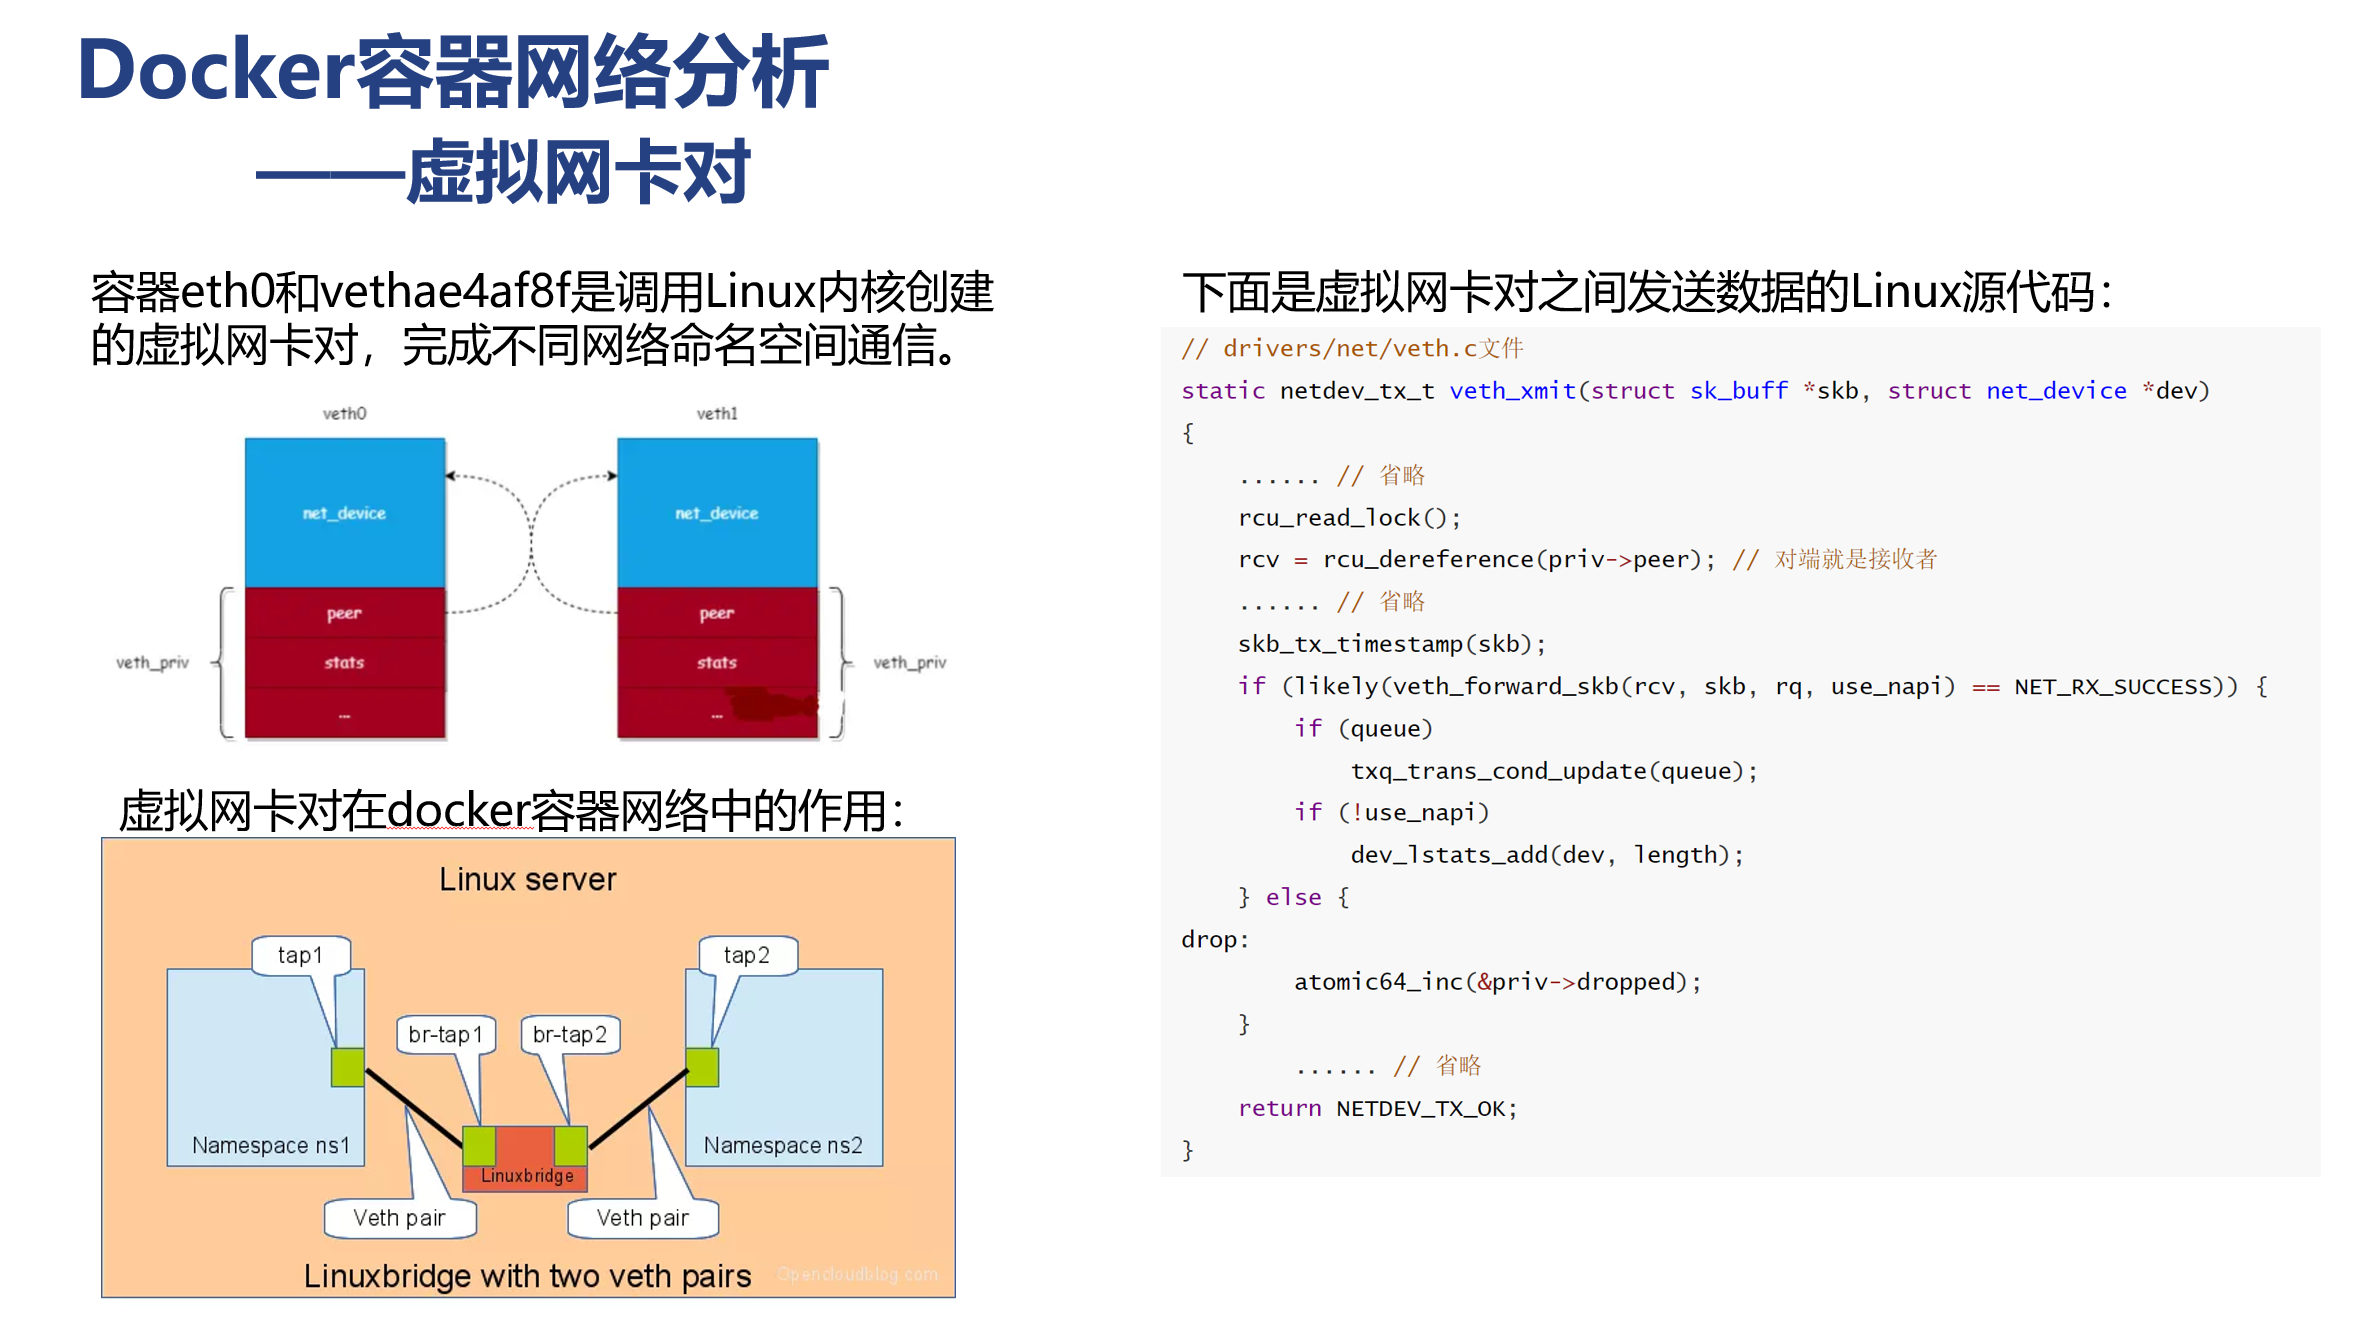 Docker容器网络分析
——虚拟网卡对
容器eth0和vethae4af8f是调用Linux内核创建
的虚拟网卡对，完成不同网络命名空间通信。
veth0
veth1
net_device
net_device
peer
peer
veth_priv
stats
stats
veth_priv
...
...
虚拟网卡对在docker容器网络中的作用：
Linux server
tap1
tap2
br-tap1
br-tap2
Namespace ns1
Namespace ns2
Linuxbridge
Veth pair
Veth pair
Linuxbridge with two veth pairs
Opencloudblog.com
下面是虚拟网卡对之间发送数据的Linux源代码：
// drivers/net/veth.c文件
static netdev_tx_t veth_xmit(struct sk_buff *skb, struct net_device *dev)
{
    ...... // 省略
    rcu_read_lock();
    rcv = rcu_dereference(priv->peer); // 对端就是接收者
    ...... // 省略
    skb_tx_timestamp(skb);
    if (likely(veth_forward_skb(rcv, skb, rq, use_napi) == NET_RX_SUCCESS)) {
        if (queue)
            txq_trans_cond_update(queue);
        if (!use_napi)
            dev_lstats_add(dev, length);
    } else {
drop:
        atomic64_inc(&priv->dropped);
    }
        ...... // 省略
    return NETDEV_TX_OK;
}